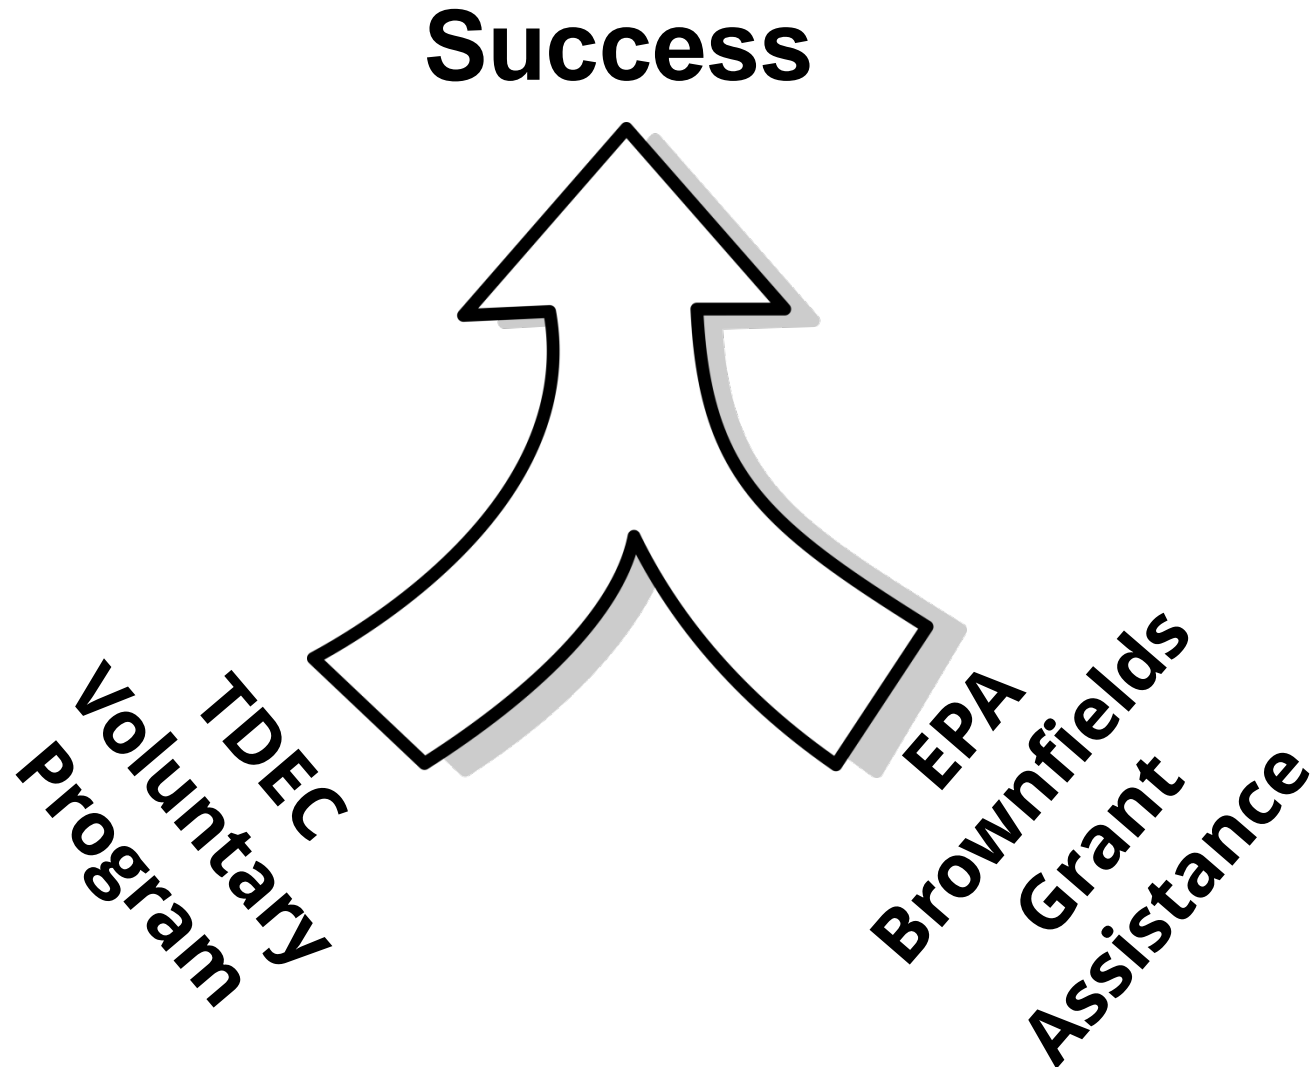 Success
TDEC
Voluntary
Program
EPA
Brownfields
Grant
Assistance